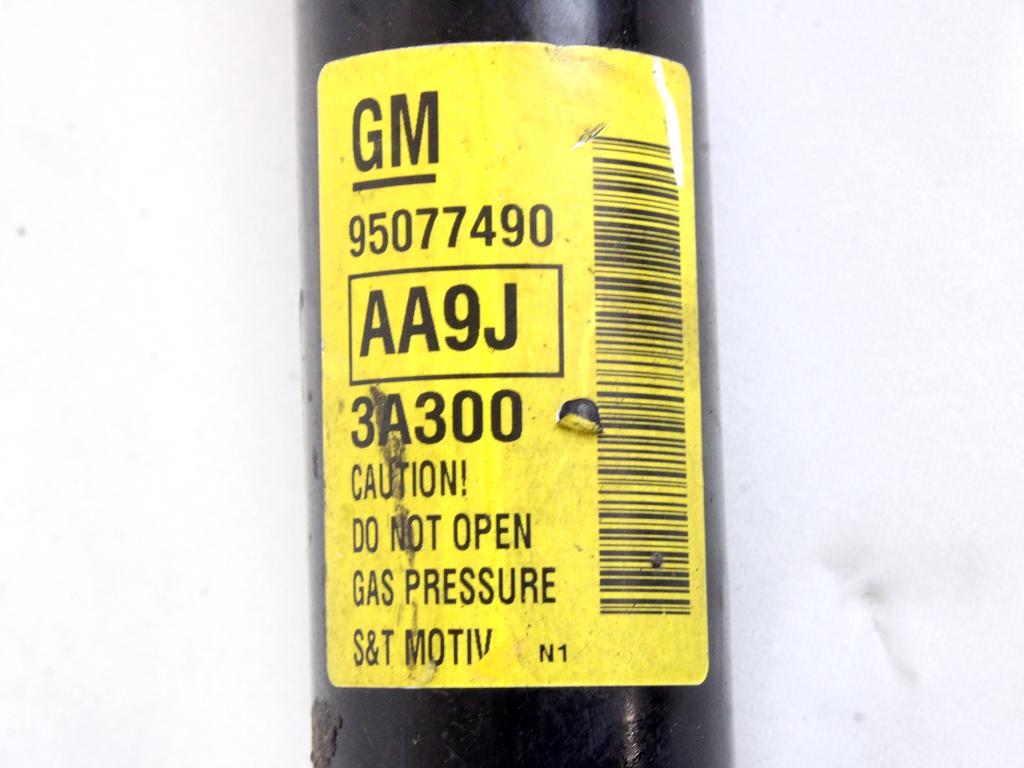 GM
95077490
AA9J
3A300
CAUTION!
DO NOT OPEN
GAS PRESSURE
S&T MOTIV N1